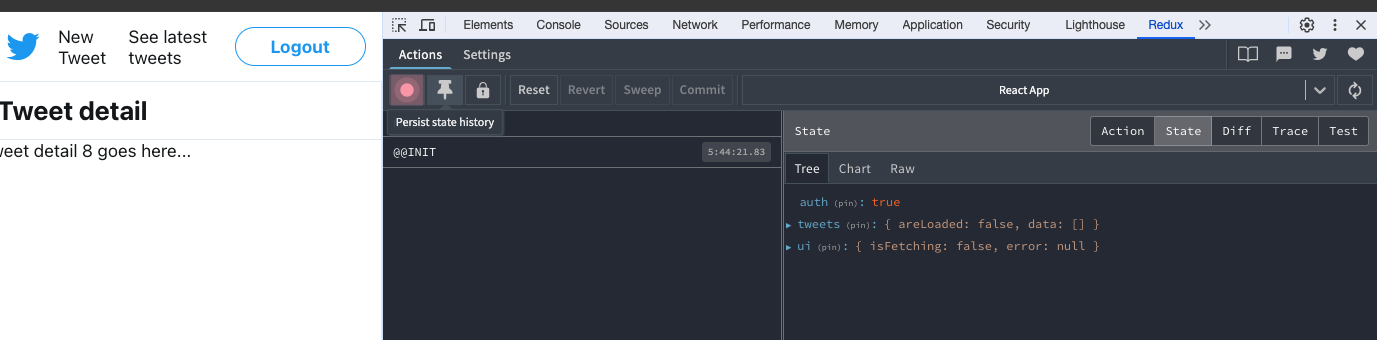 New Tweet
See latest tweets
Logout
Tweet detail
weet detail 8 goes here...
Elements Console Sources Network Performance Memory Application Security Lighthouse Redux
Actions Settings
Reset Revert Sweep Commit React App
Persist state history
@@INIT 5:44:21.83
State Action State Diff Trace Test
Tree Chart Raw
auth (pin): true
tweets (pin): { areLoaded: false, data: [] }
ui (pin): { isFetching: false, error: null }